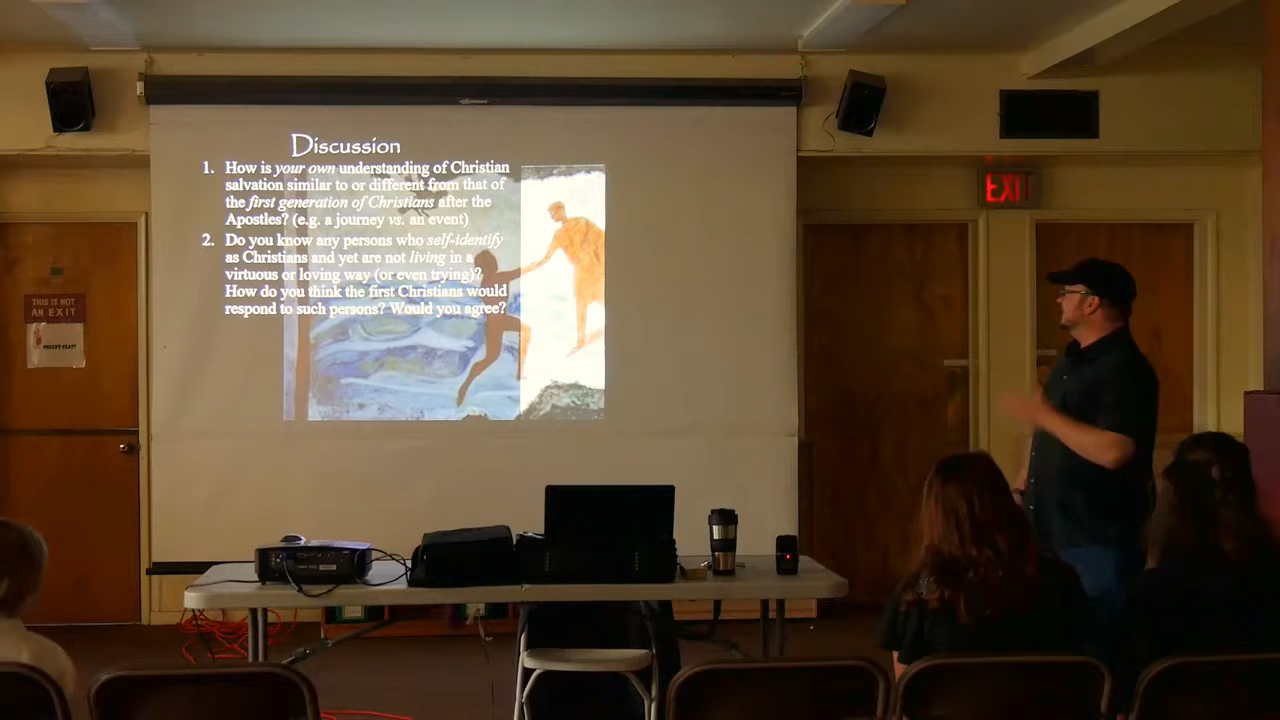 Discussion
1. How is your own understanding of Christian
salvation similar to or different from that of
the first generation of Christians after the
Apostles? (e.g. a journey vs. an event)
2. Do you know any persons who self-identify
as Christians and yet are not living in a
virtuous or loving way (or even trying)?
How do you think the first Christians would
respond to such persons? Would you agree?
EXIT
THIS IS NOT
AN EXIT